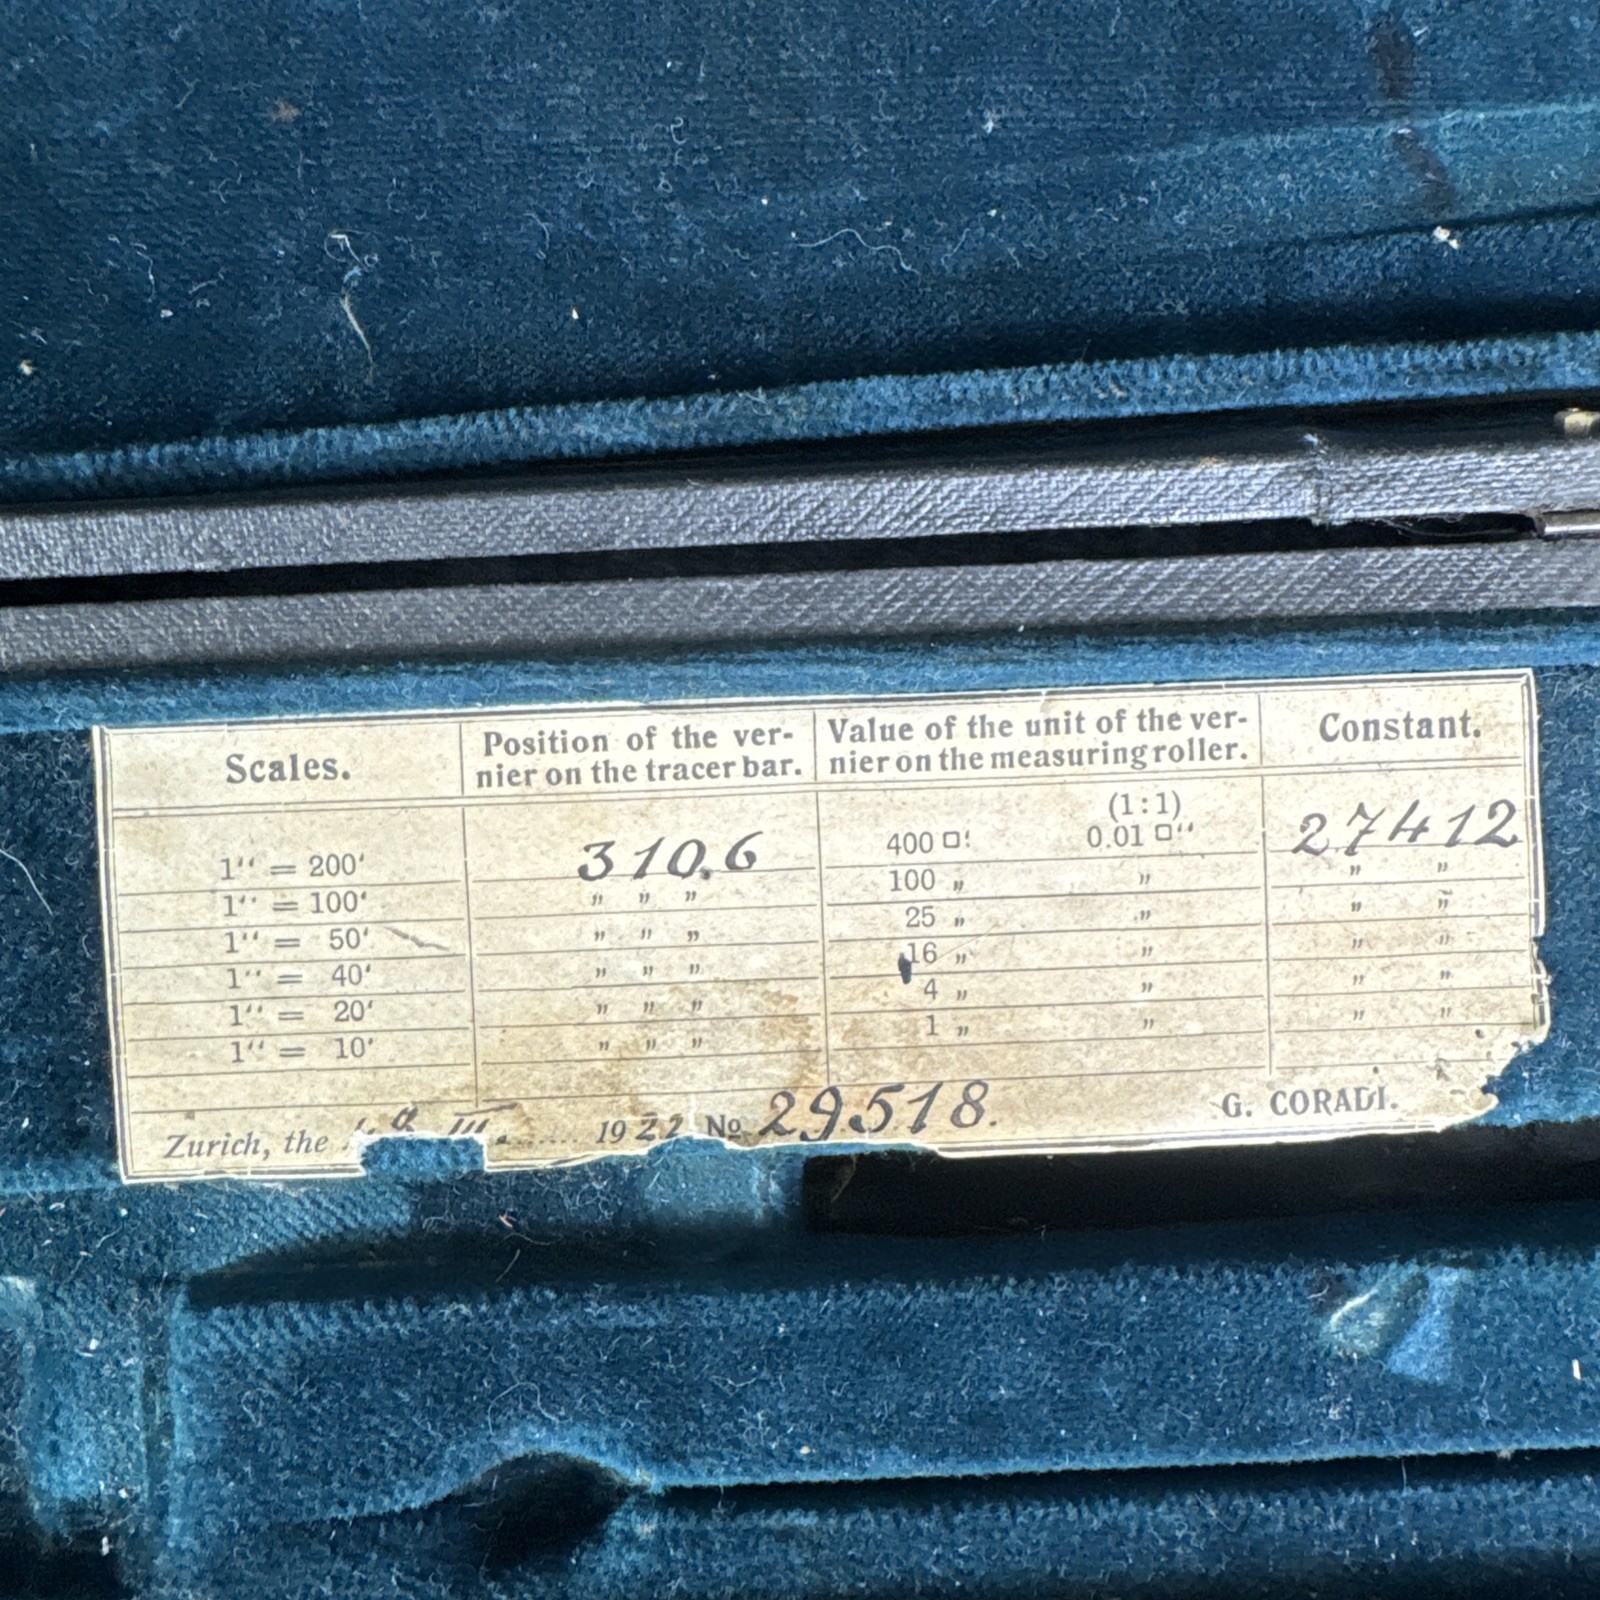 Scales. Position of the ver- Value of the unit of the ver- Constant.
nier on the tracer bar. nier on the measuring roller.
(1:1)
1'' = 200' 310.6 400 □' 0.01 □'' 27412
1'' = 100' " " " 100 " " " "
1'' = 50' " " " 25 " " " "
1'' = 40' " " " 16 " " " "
1'' = 20' " " " 4 " " " "
1'' = 10' " " " 1 " " " "
Zurich, the III. 1922 No 29518. G. CORADI.